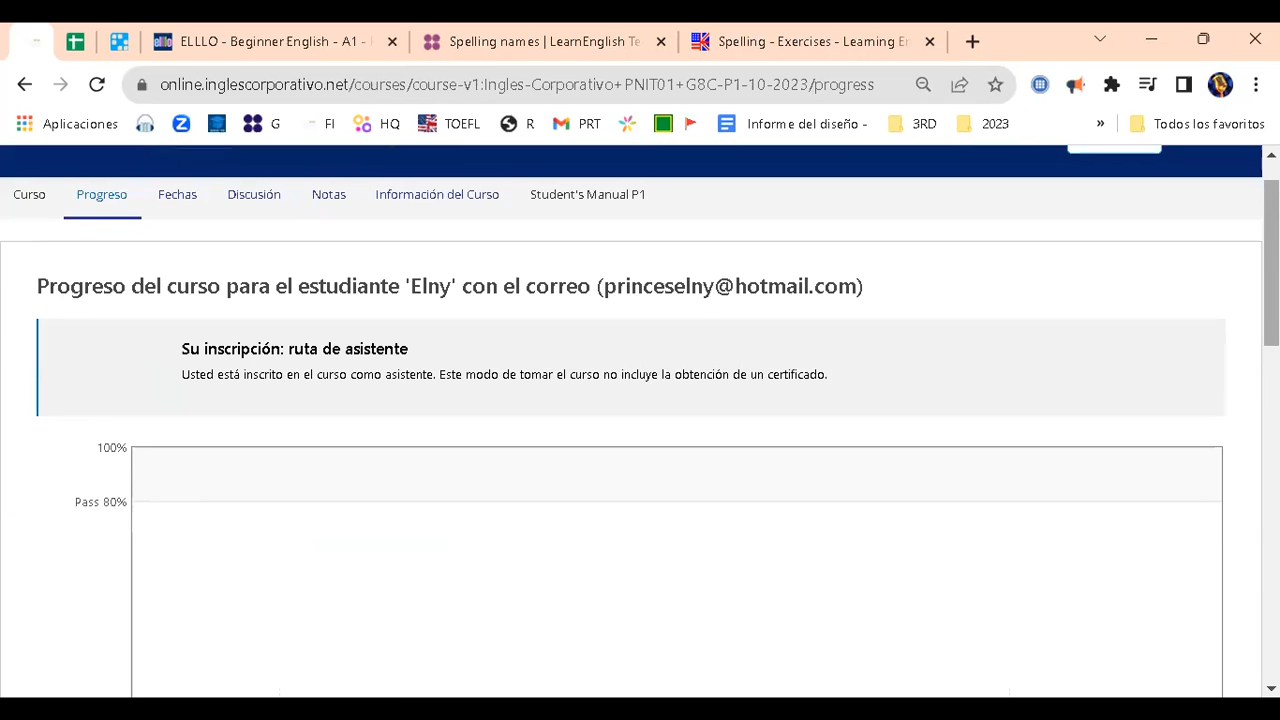 ELLLO - Beginner English - A1 -
Spelling names | LearnEnglish Te
Spelling - Exercises - Learning En
online.inglescorporativo.net/courses/course-v1:Ingles-Corporativo+PNIT01+G8C-P1-10-2023/progress
Aplicaciones G FI HQ TOEFL R PRT Informe del diseño - 3RD 2023 » Todos los favoritos
Curso Progreso Fechas Discusión Notas Información del Curso Student's Manual P1
Progreso del curso para el estudiante 'Elny' con el correo (princeselny@hotmail.com)
Su inscripción: ruta de asistente
Usted está inscrito en el curso como asistente. Este modo de tomar el curso no incluye la obtención de un certificado.
100%
Pass 80%